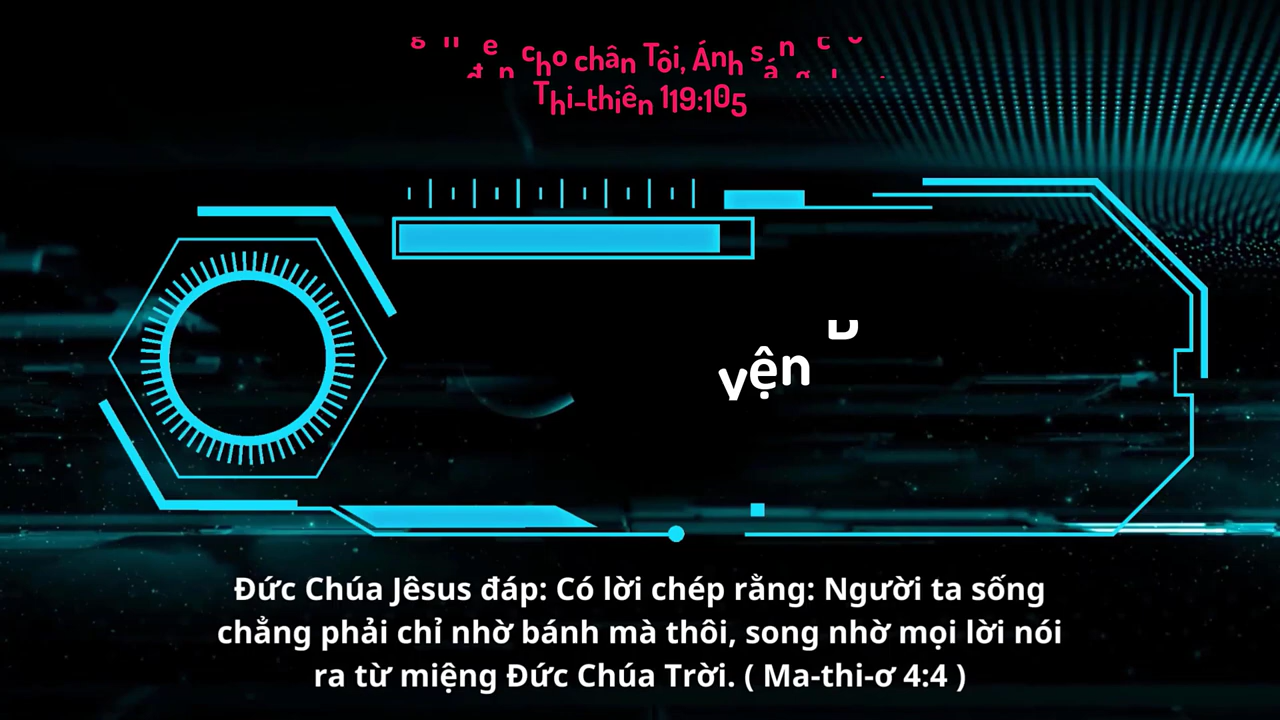 cho chân Tôi, Ánh
Thi-thiên 119:105
vện
Đức Chúa Jêsus đáp: Có lời chép rằng: Người ta sống
chẳng phải chỉ nhờ bánh mà thôi, song nhờ mọi lời nói
ra từ miệng Đức Chúa Trời. ( Ma-thi-ơ 4:4 )